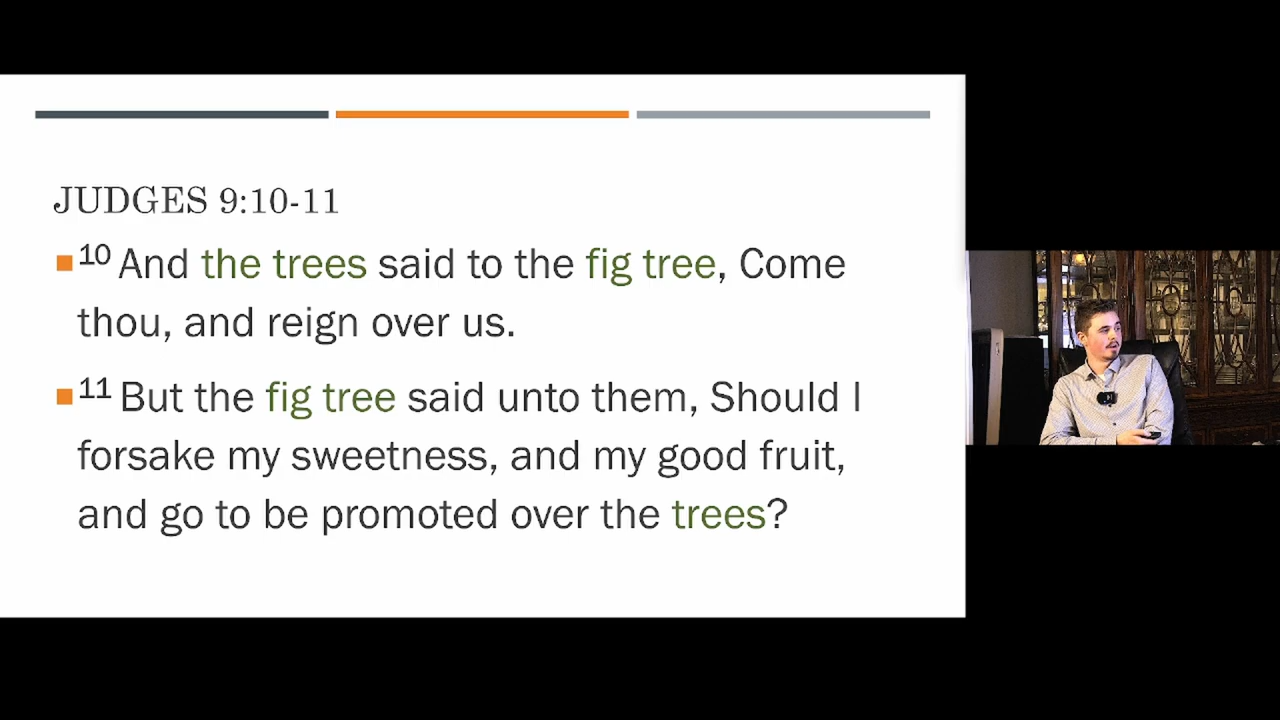 JUDGES 9:10-11
10 And the trees said to the fig tree, Come
thou, and reign over us.
11 But the fig tree said unto them, Should I
forsake my sweetness, and my good fruit,
and go to be promoted over the trees?